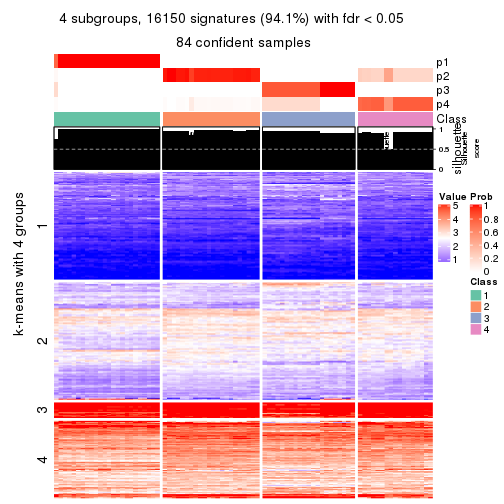 4 subgroups, 16150 signatures (94.1%) with fdr < 0.05
84 confident samples
p1
p2
p3
p4
Class
1
0.5
0
silhouette
Silhouette
score
k-means with 4 groups
1
2
3
4
Value
5
4
3
2
1
Prob
1
0.8
0.6
0.4
0.2
0
Class
1
2
3
4